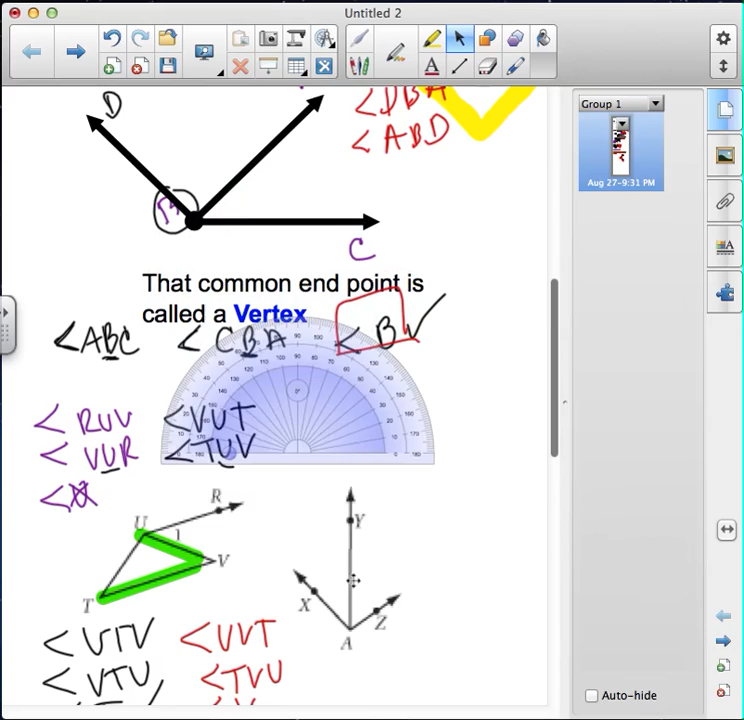 Untitled 2
A
Group 1
Aug 27-9:31 PM
D
<DBA
<ABD
C
That common end point is
called a Vertex
<ABC <CBA <B
<RUV <VUT
<VUR <TUV
<
R
U
1
V
T
Y
X
Z
A
<UTV <UVT
<VTU <TVU
Auto-hide